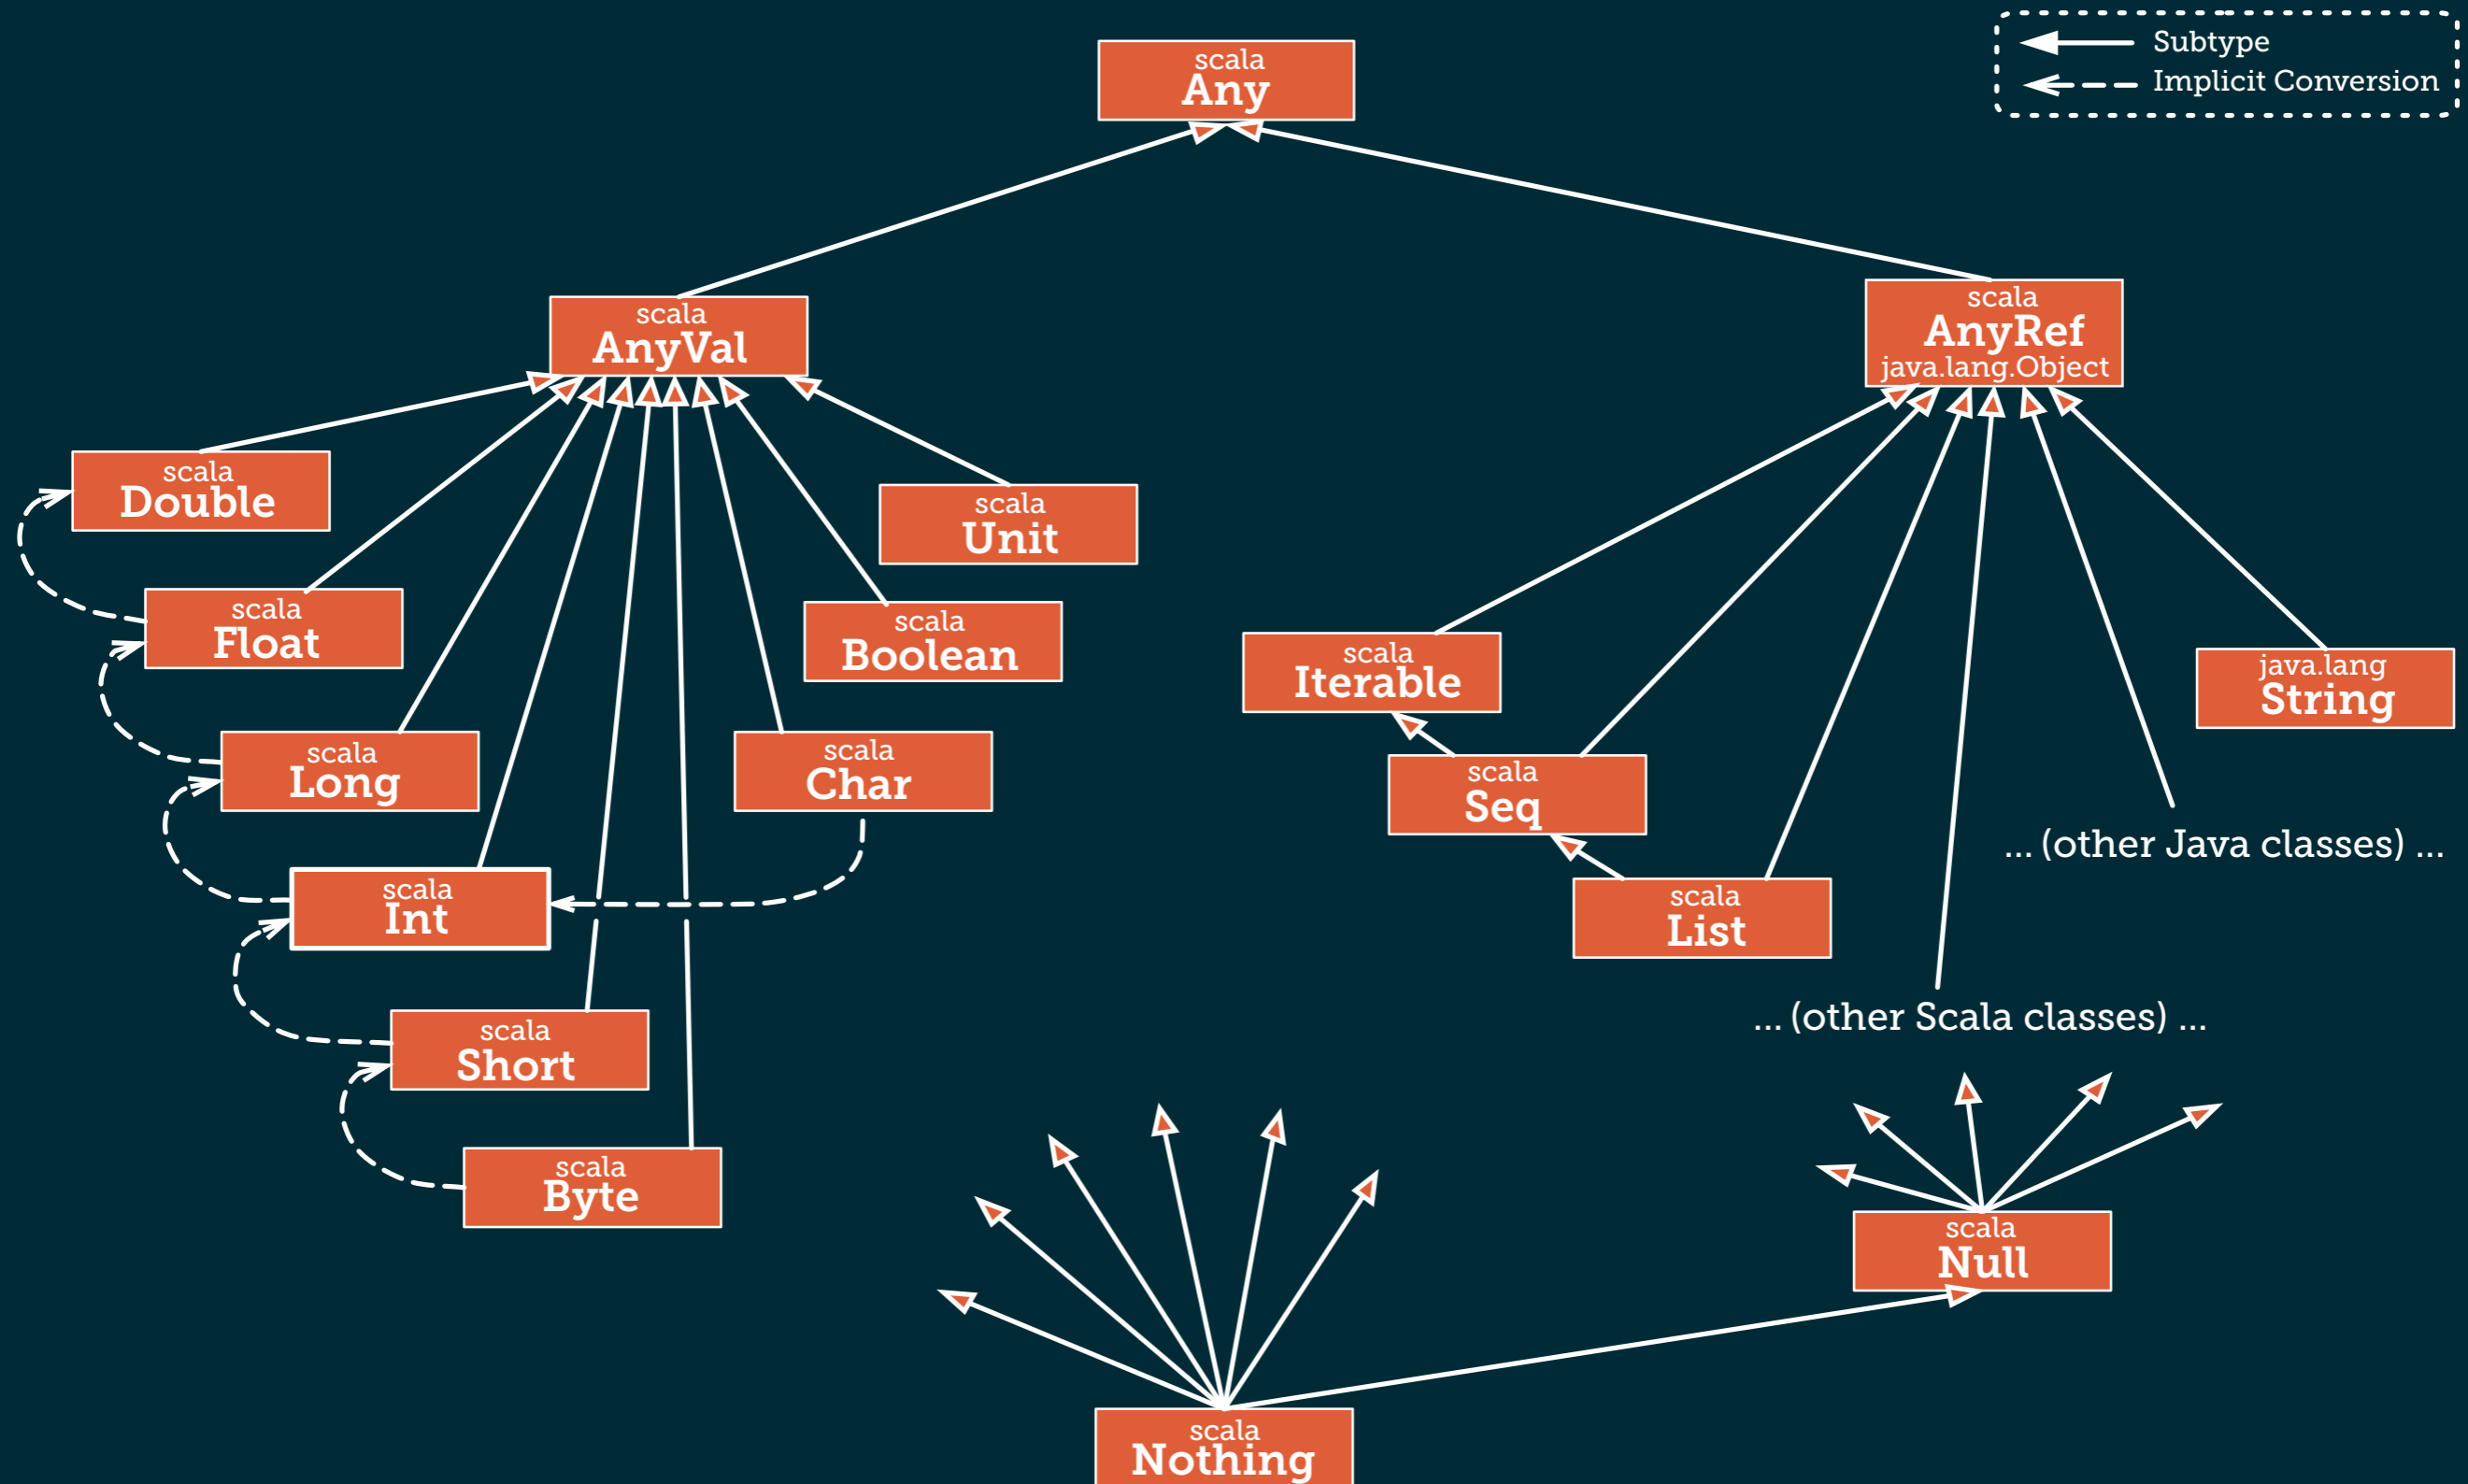 Subtype
Implicit Conversion
scala
Any
scala
AnyVal
scala
AnyRef
java.lang.Object
scala
Double
scala
Unit
scala
Float
scala
Boolean
scala
Iterable
java.lang
String
scala
Long
scala
Char
scala
Seq
... (other Java classes) ...
scala
Int
scala
List
... (other Scala classes) ...
scala
Short
scala
Byte
scala
Null
scala
Nothing